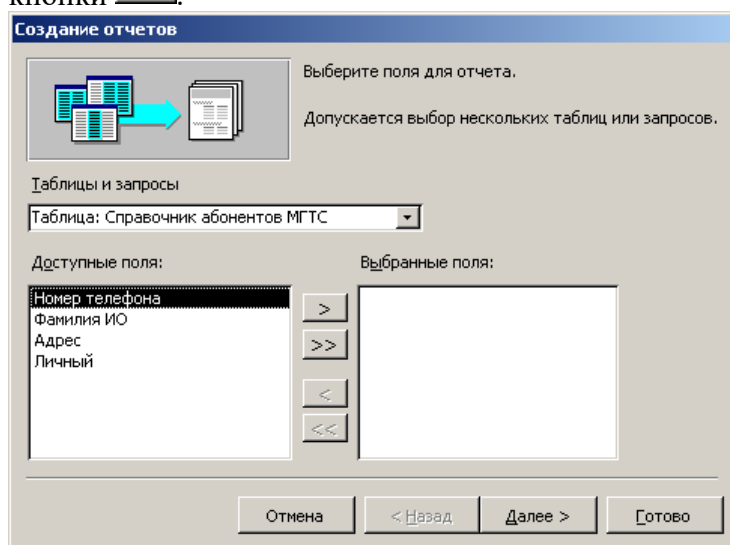 кнопки .
Создание отчетов
Выберите поля для отчета.
Допускается выбор нескольких таблиц или запросов.
Таблицы и запросы
Таблица: Справочник абонентов МГТС
Доступные поля:
Выбранные поля:
Номер телефона
Фамилия ИО
Адрес
Личный
>
>>
<
<<
Отмена
< Назад
Далее >
Готово